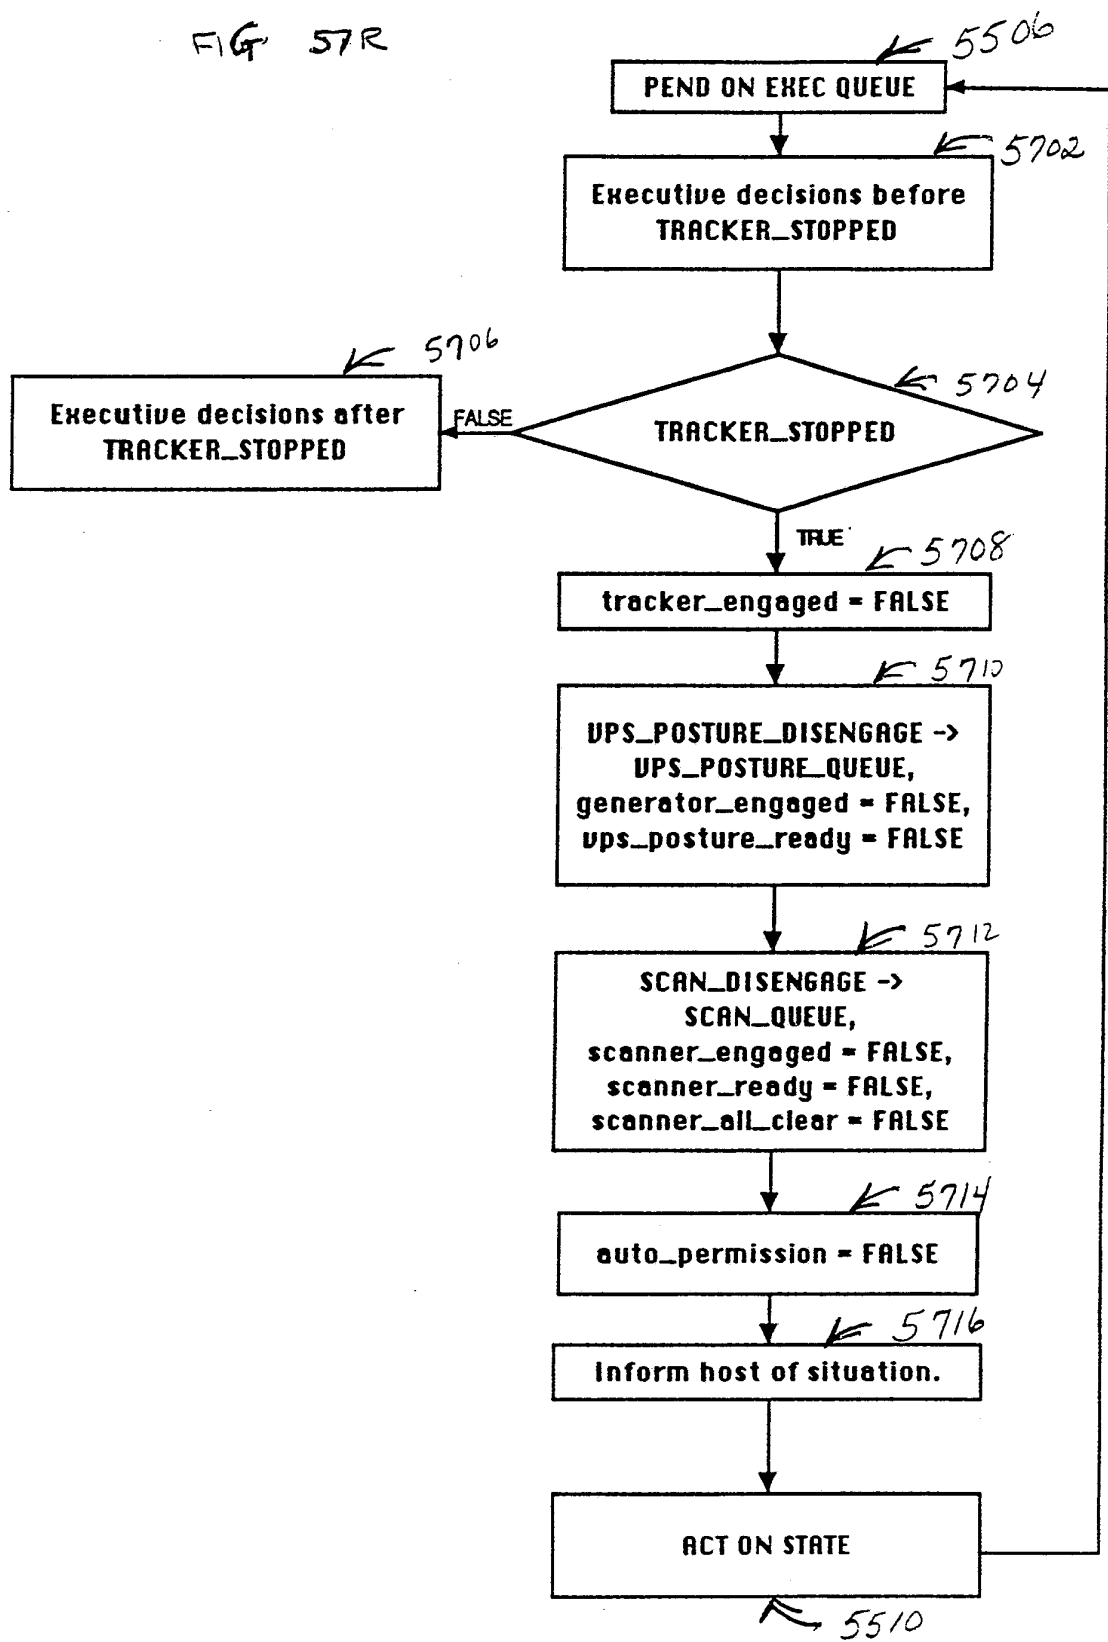 FIG 57R
5506
PEND ON EXEC QUEUE
5702
Executive decisions before
TRACKER_STOPPED
5706
Executive decisions after
TRACKER_STOPPED
FALSE
5704
TRACKER_STOPPED
TRUE
5708
tracker_engaged = FALSE
5710
VPS_POSTURE_DISENGAGE ->
VPS_POSTURE_QUEUE,
generator_engaged = FALSE,
vps_posture_ready = FALSE
5712
SCAN_DISENGAGE ->
SCAN_QUEUE,
scanner_engaged = FALSE,
scanner_ready = FALSE,
scanner_all_clear = FALSE
5714
auto_permission = FALSE
5716
Inform host of situation.
ACT ON STATE
5510